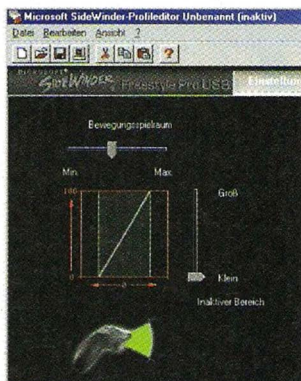 Microsoft SideWinder-Profileditor Unbenannt (inaktiv)
Datei Bearbeiten Ansicht ?
MICROSOFT
SIDEWINDER Freestyle Pro USB
Bewegungsspielraum
Min. Max.
100
Groß
0
Klein
Inaktiver Bereich